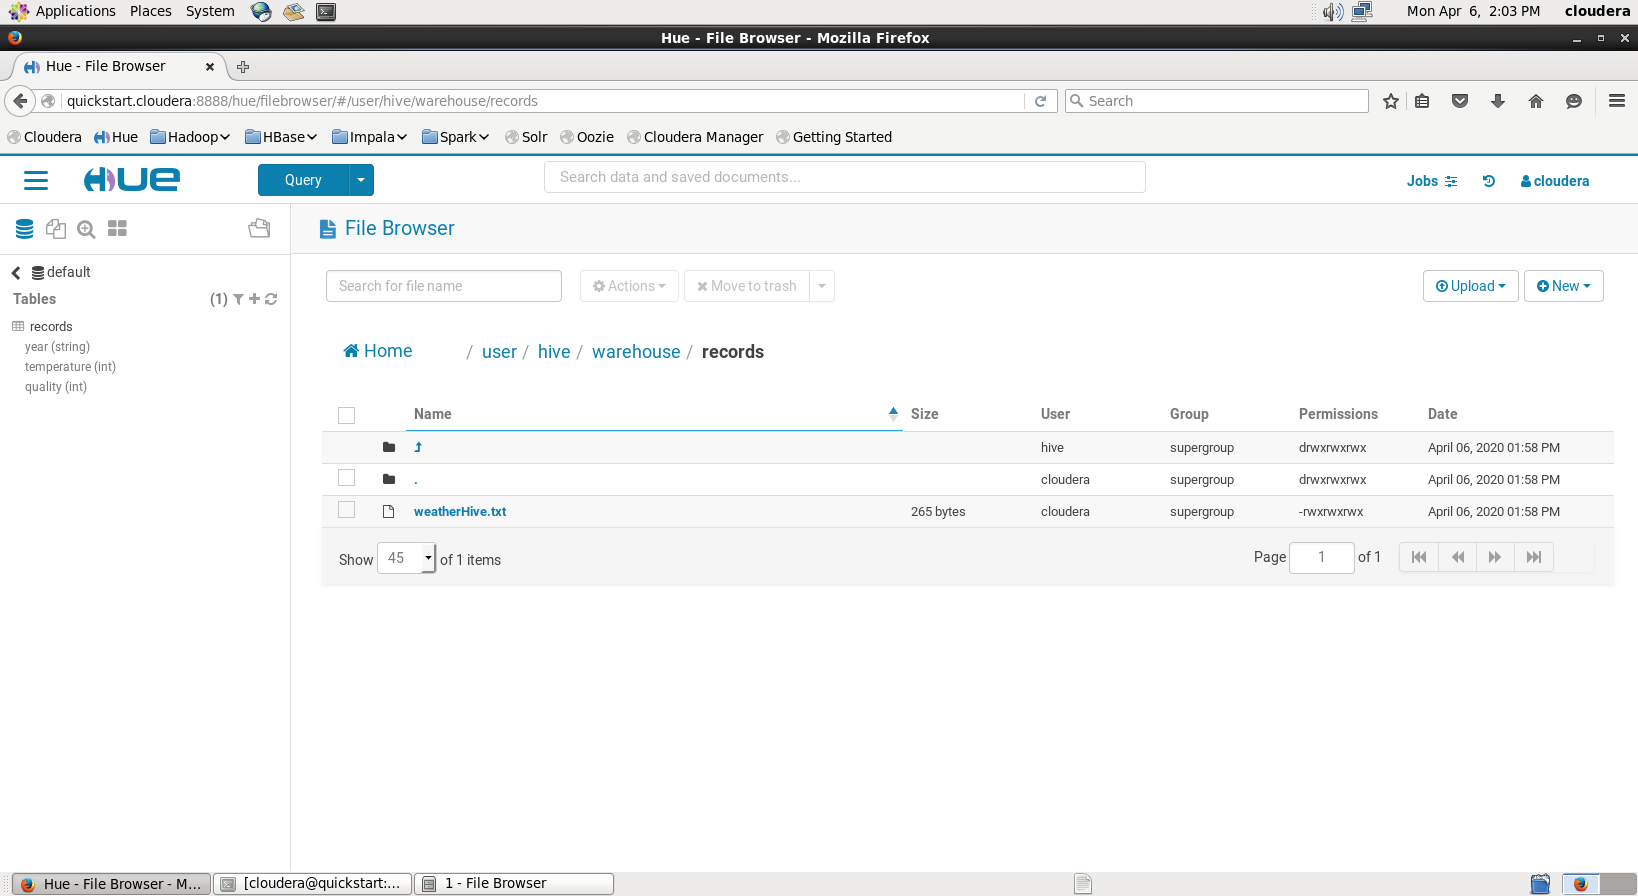 Applications Places System Mon Apr 6, 2:03 PM cloudera
Hue - File Browser - Mozilla Firefox
Hue - File Browser
quickstart.cloudera:8888/hue/filebrowser/#/user/hive/warehouse/records Search
Cloudera Hue Hadoop HBase Impala Spark Solr Oozie Cloudera Manager Getting Started
HUE Query Search data and saved documents... Jobs cloudera
File Browser
default
Tables (1)
records
year (string)
temperature (int)
quality (int)
Search for file name Actions Move to trash Upload New
Home / user / hive / warehouse / records
Name Size User Group Permissions Date
hive supergroup drwxrwxrwx April 06, 2020 01:58 PM
. cloudera supergroup drwxrwxrwx April 06, 2020 01:58 PM
weatherHive.txt 265 bytes cloudera supergroup -rwxrwxrwx April 06, 2020 01:58 PM
Show 45 of 1 items Page 1 of 1
Hue - File Browser - M... [cloudera@quickstart:... 1 - File Browser